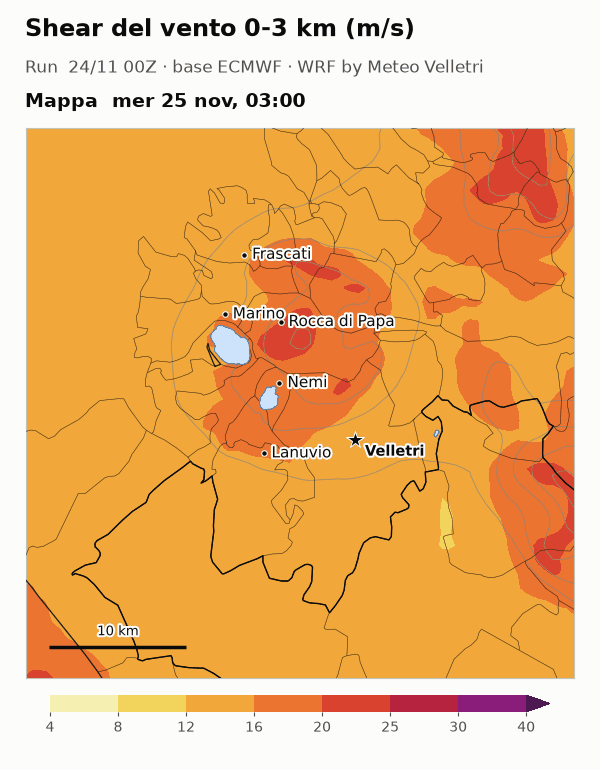 Shear del vento 0-3 km (m/s)
Run  24/11 00Z · base ECMWF · WRF by Meteo Velletri
Mappa  mer 25 nov, 03:00
Frascati
Marino
Rocca di Papa
Nemi
Velletri
Lanuvio
10 km
4 8 12 16 20 25 30 40